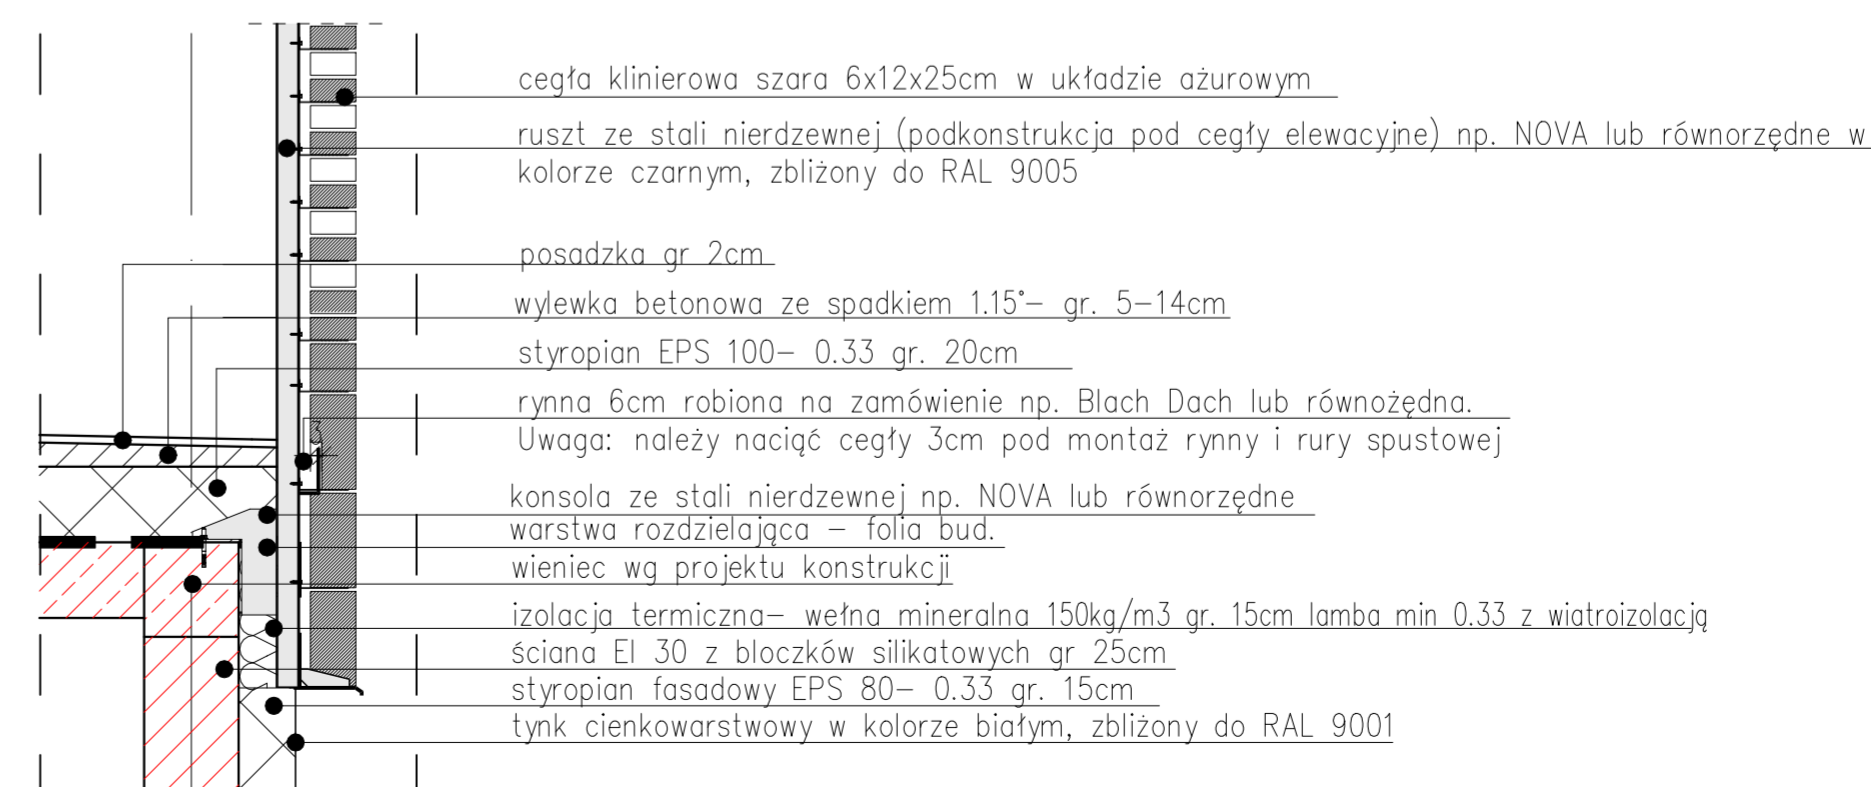 cegła klinierowa szara 6x12x25cm w układzie ażurowym
ruszt ze stali nierdzewnej (podkonstrukcja pod cegły elewacyjne) np. NOVA lub równorzędne w
kolorze czarnym, zbliżony do RAL 9005
posadzka gr 2cm
wylewka betonowa ze spadkiem 1.15°– gr. 5–14cm
styropian EPS 100– 0.33 gr. 20cm
rynna 6cm robiona na zamówienie np. Blach Dach lub równożędna.
Uwaga: należy naciąć cegły 3cm pod montaż rynny i rury spustowej
konsola ze stali nierdzewnej np. NOVA lub równorzędne
warstwa rozdzielająca – folia bud.
wieniec wg projektu konstrukcji
izolacja termiczna– wełna mineralna 150kg/m3 gr. 15cm lamba min 0.33 z wiatroizolacją
ściana EI 30 z bloczków silikatowych gr 25cm
styropian fasadowy EPS 80– 0.33 gr. 15cm
tynk cienkowarstwowy w kolorze białym, zbliżony do RAL 9001